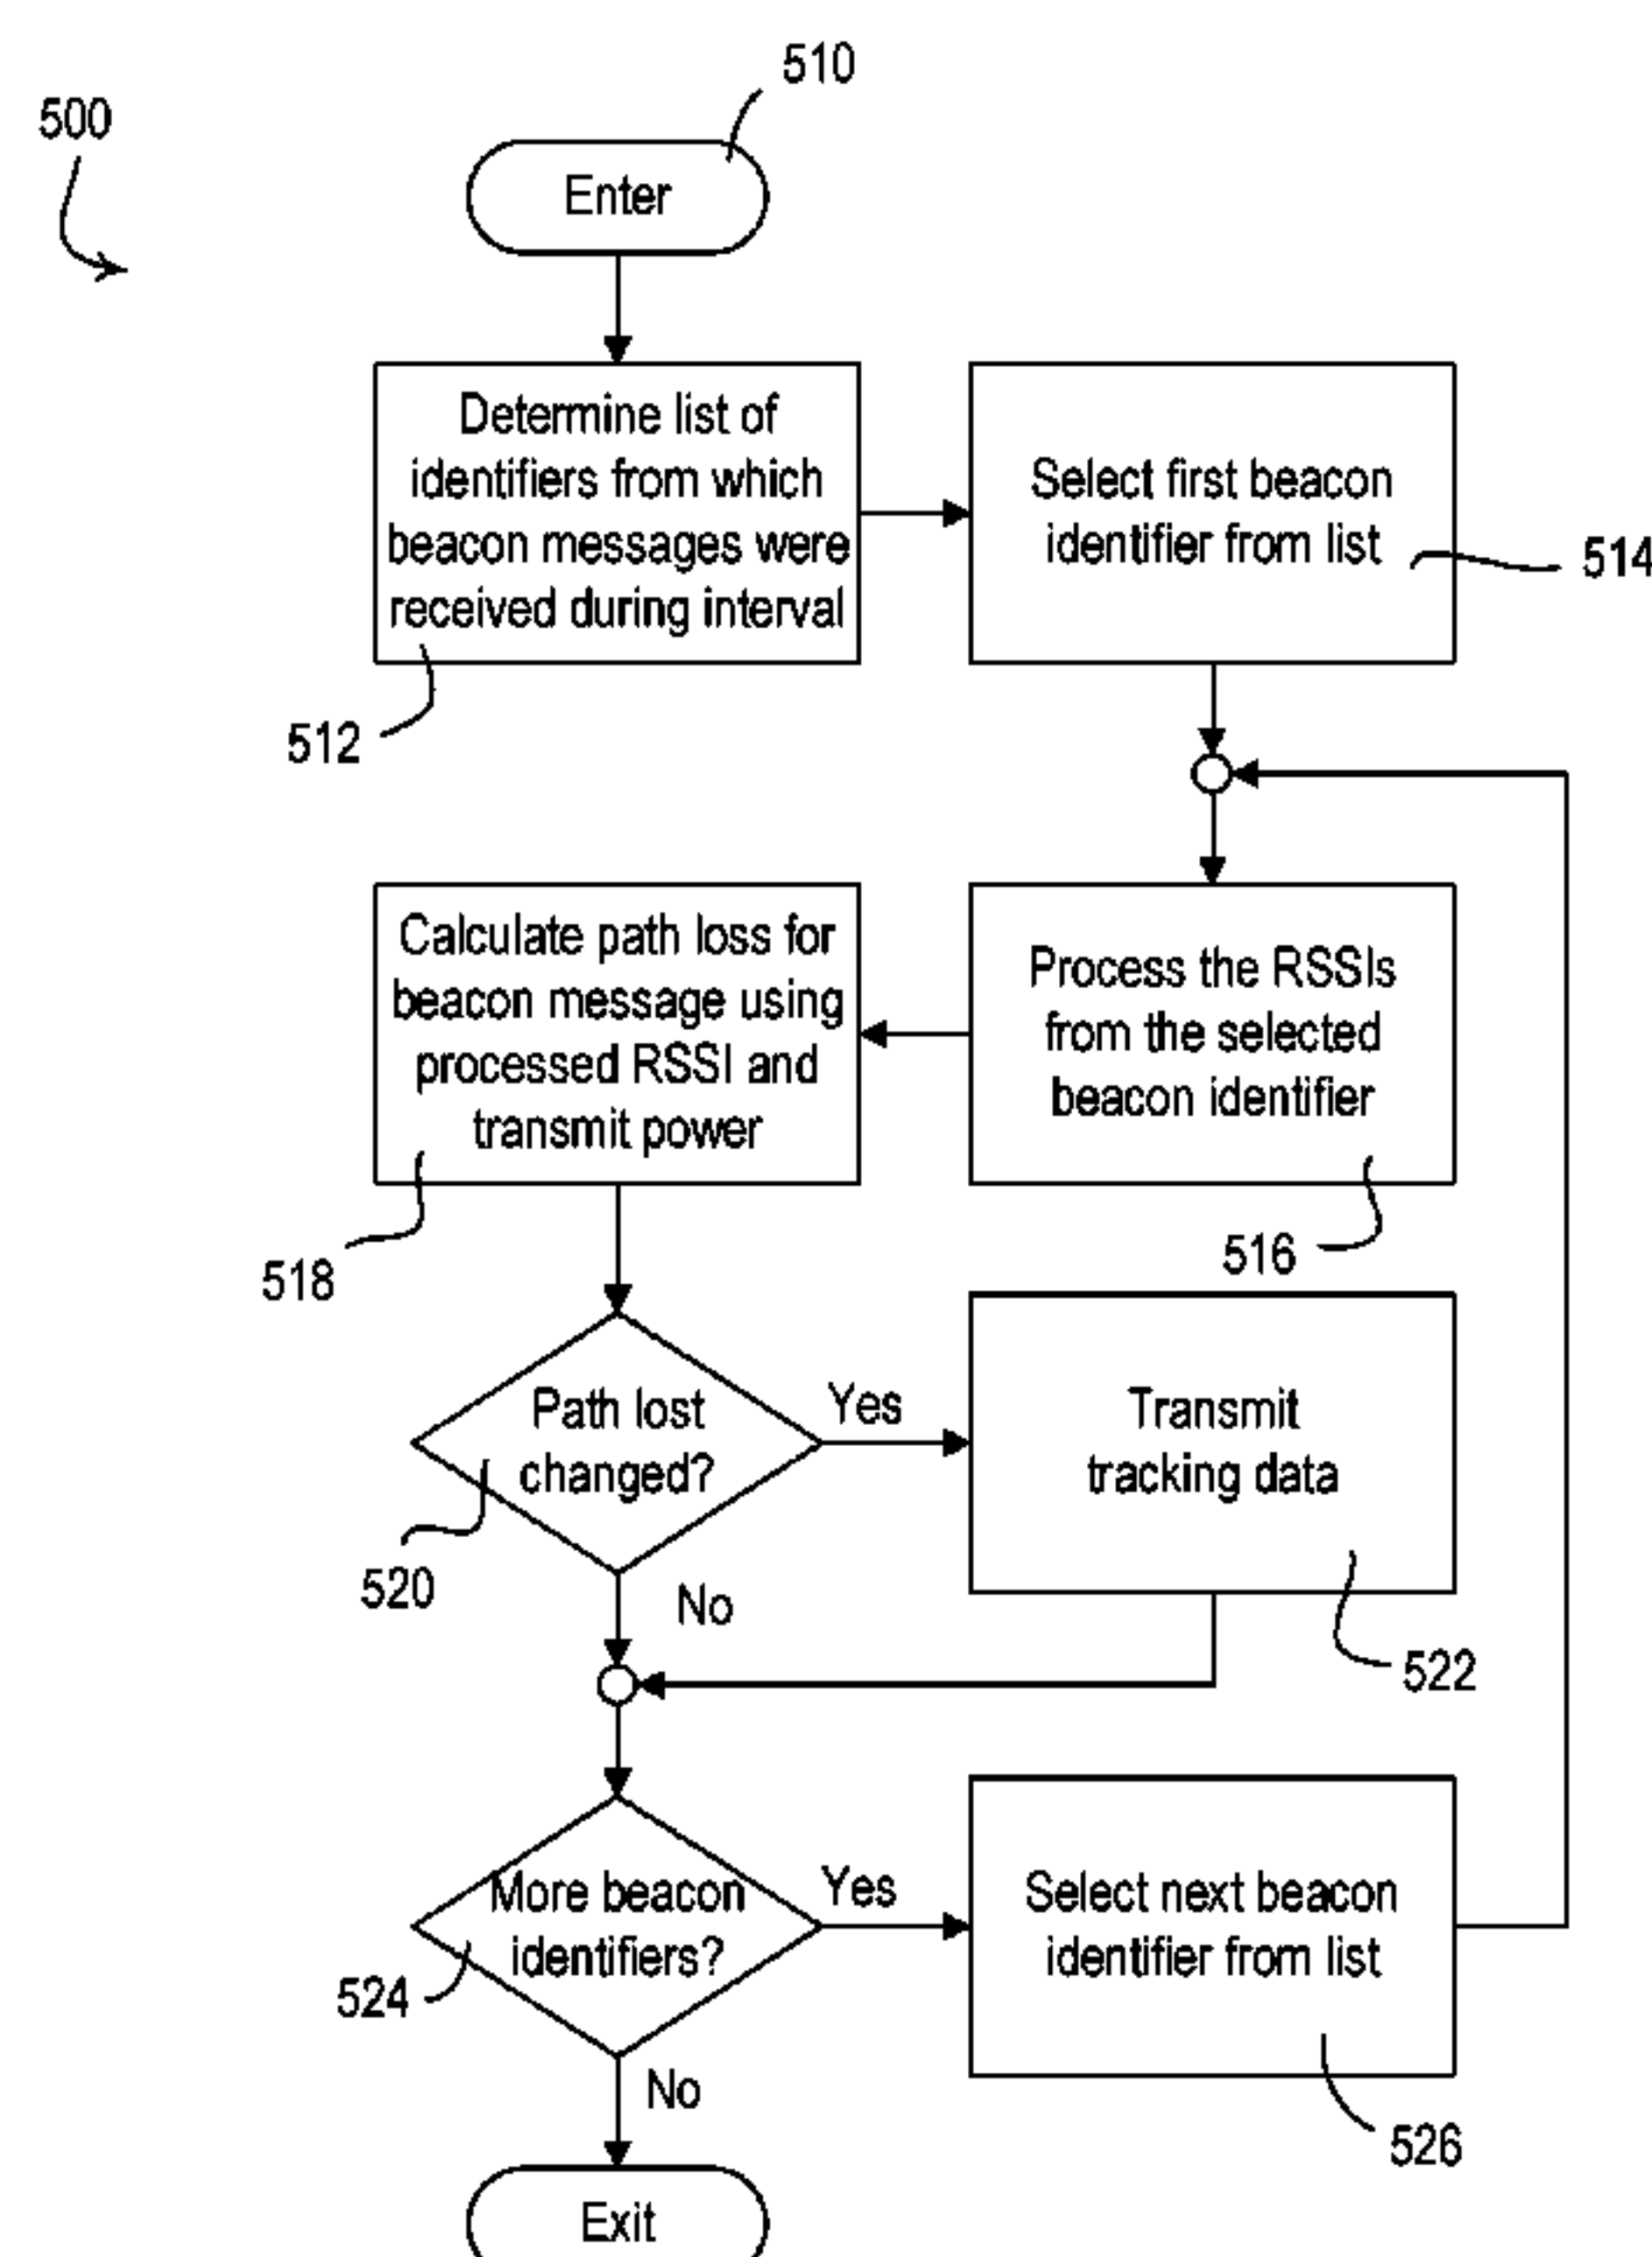 510
500
Enter
Determine list of
identifiers from which
beacon messages were
received during interval
512
Select first beacon
identifier from list
514
Process the RSSIs
from the selected
beacon identifier
516
Calculate path loss for
beacon message using
processed RSSI and
transmit power
518
Path lost
changed?
520
Yes
No
Transmit
tracking data
522
More beacon
identifiers?
524
Yes
No
Select next beacon
identifier from list
526
Exit